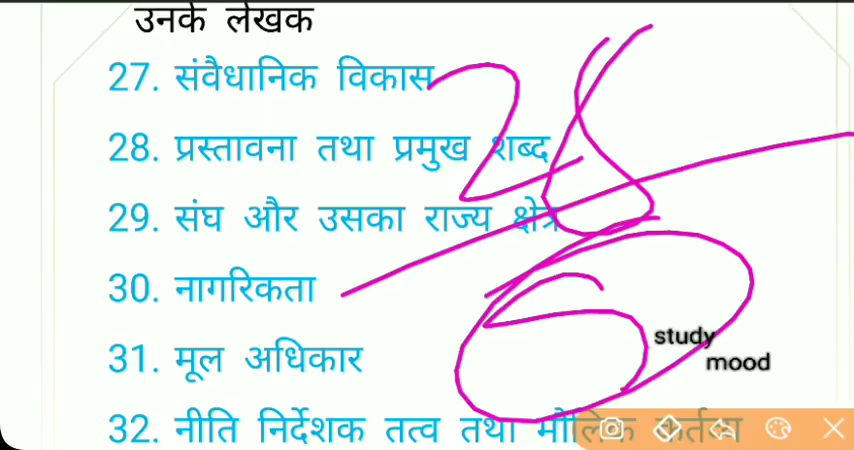 उनके लेखक
27. संवैधानिक विकास
28. प्रस्तावना तथा प्रमुख शब्द
29. संघ और उसका राज्य क्षेत्र
30. नागरिकता
31. मूल अधिकार
study
mood
32. नीति निर्देशक तत्व तथा मौलिक कर्तव्य